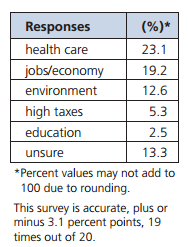 Responses (%)*
health care 23.1
jobs/economy 19.2
environment 12.6
high taxes 5.3
education 2.5
unsure 13.3
*Percent values may not add to
100 due to rounding.
This survey is accurate, plus or
minus 3.1 percent points, 19
times out of 20.